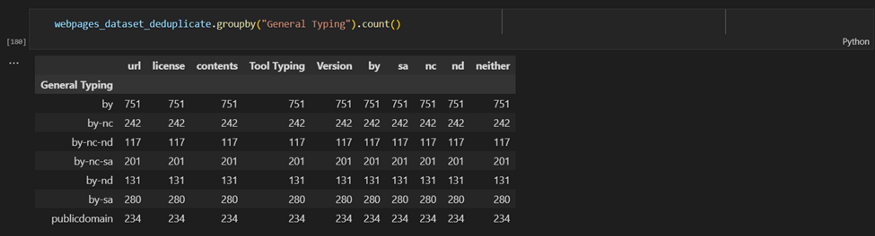 webpages_dataset_deduplicate.groupby("General Typing").count()
[180]
Python
...
url license contents Tool Typing Version by sa nc nd neither
General Typing
by 751 751 751 751 751 751 751 751 751 751
by-nc 242 242 242 242 242 242 242 242 242 242
by-nc-nd 117 117 117 117 117 117 117 117 117 117
by-nc-sa 201 201 201 201 201 201 201 201 201 201
by-nd 131 131 131 131 131 131 131 131 131 131
by-sa 280 280 280 280 280 280 280 280 280 280
publicdomain 234 234 234 234 234 234 234 234 234 234